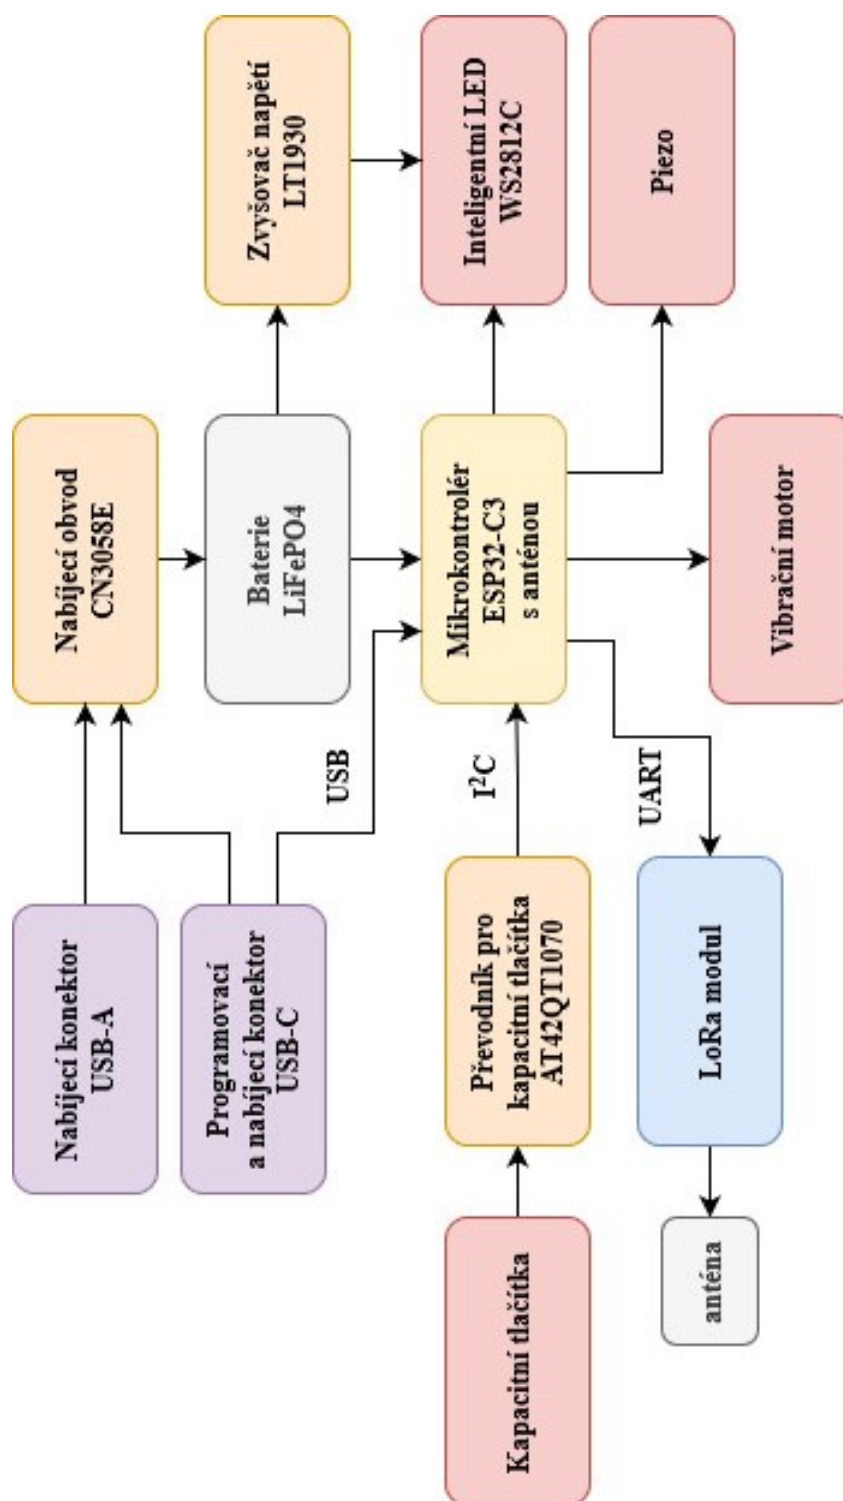 Nabíjecí konektor
USB-A
Nabíjecí obvod
CN3058E
Programovací
a nabíjecí konektor
USB-C
Baterie
LiFePO4
Zvyšovač napětí
LT1930
USB
Kapacitní tlačítka
Převodník pro
kapacitní tlačítka
AT42QT1070
I²C
Mikrokontrolér
ESP32-C3
s anténou
Inteligentní LED
WS2812C
UART
anténa
LoRa modul
Vibrační motor
Piezo